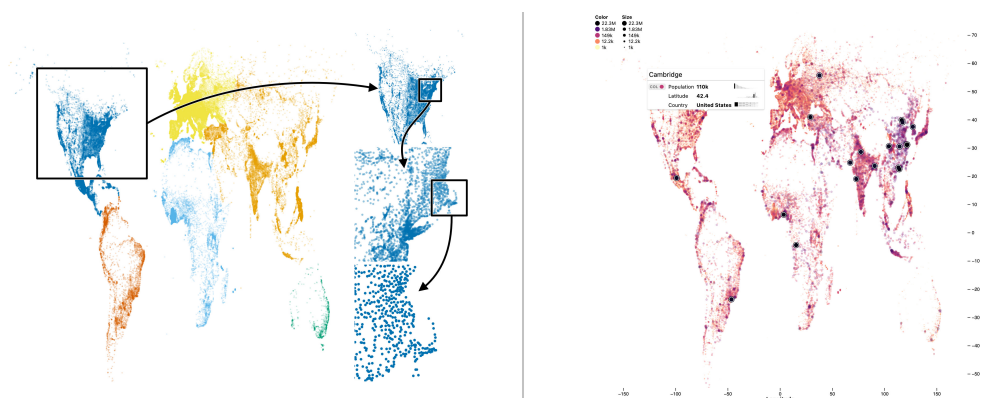 Color Size
22.3M 22.3M
1.83M 1.83M
149k 149k
12.2k 12.2k
1k 1k
Cambridge
COL Population 110k
Latitude 42.4
Country United States
70
60
50
40
30
20
10
0
−10
−20
−30
−40
−50
−150
−100
−50
0
50
100
150